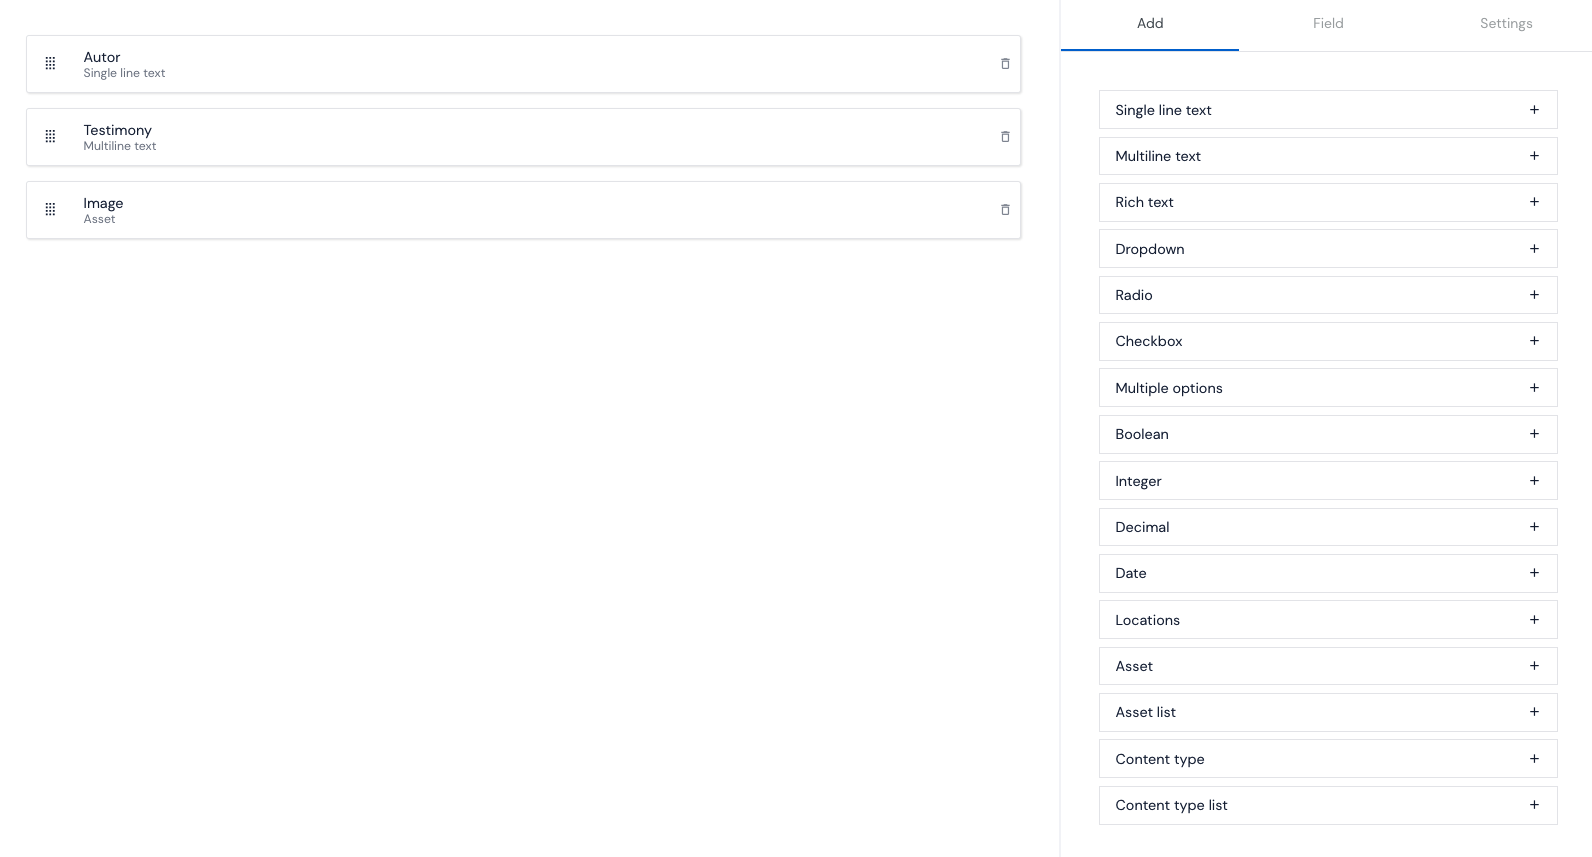 Autor
Single line text
Testimony
Multiline text
Image
Asset
Add
Field
Settings
Single line text
Multiline text
Rich text
Dropdown
Radio
Checkbox
Multiple options
Boolean
Integer
Decimal
Date
Locations
Asset
Asset list
Content type
Content type list